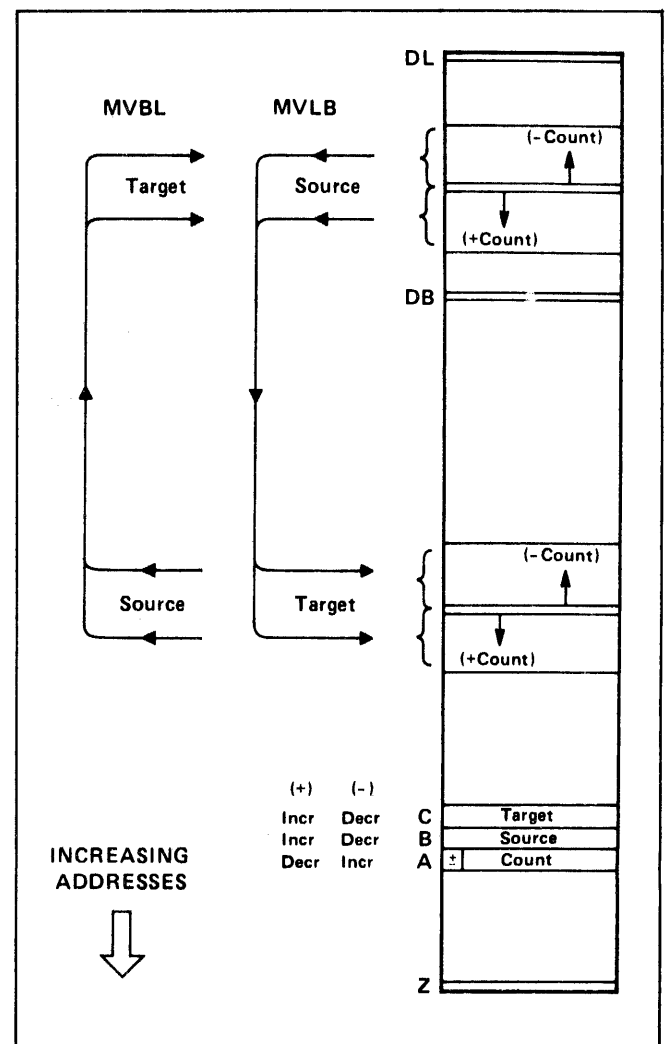 DL
MVBL MVLB
(-Count)
Target Source
(+Count)
DB
(-Count)
Source Target
(+Count)
(+) (-)
Incr Decr C Target
Incr Decr B Source
Decr Incr A ± Count
INCREASING
ADDRESSES
Z